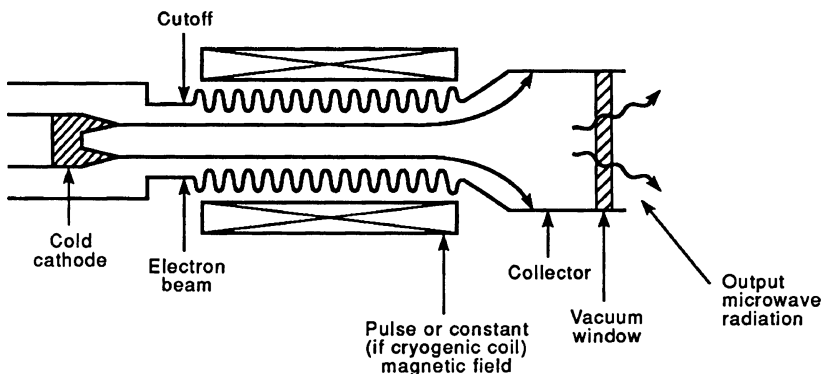 Cutoff
Cold
cathode
Electron
beam
Pulse or constant
(if cryogenic coil)
magnetic field
Collector
Vacuum
window
Output
microwave
radiation